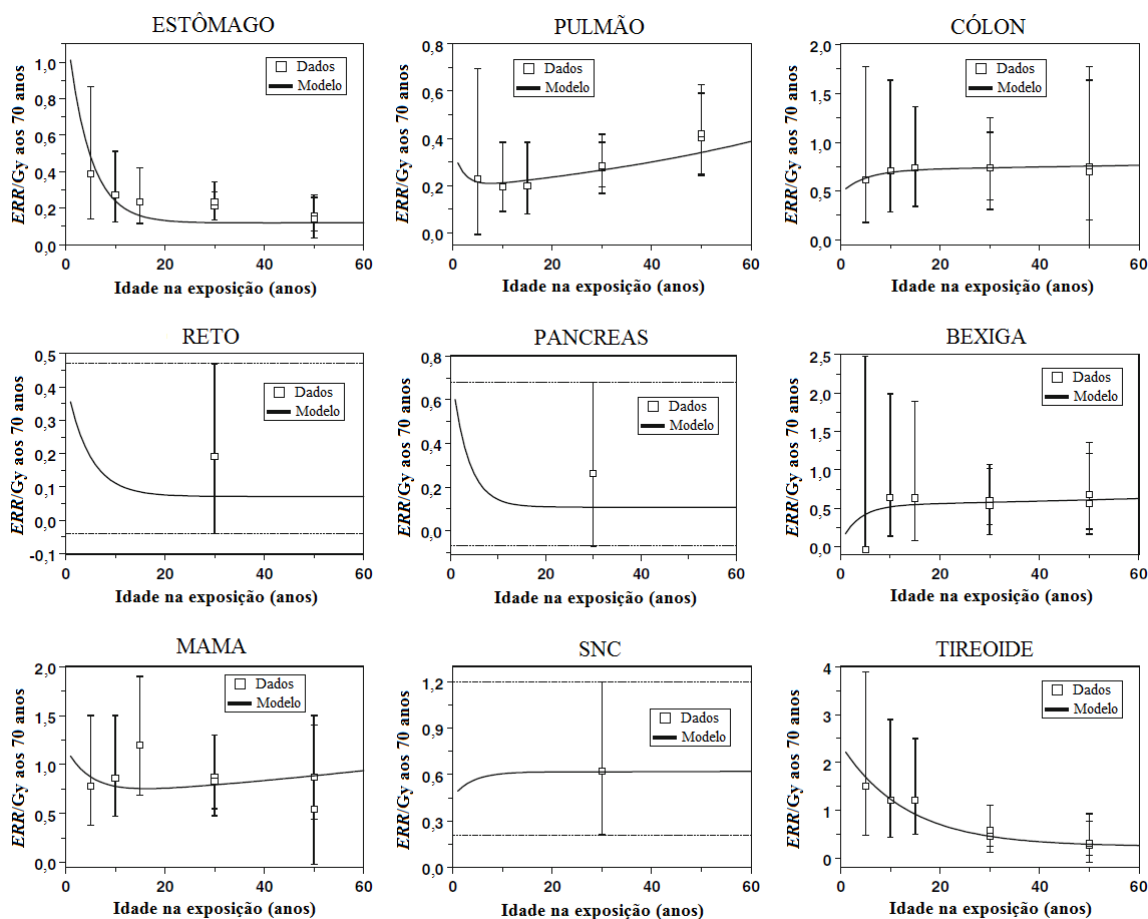 ESTÔMAGO
ERR/Gy aos 70 anos
1,0
0,8
0,6
0,4
0,2
0,0
Dados
Modelo
0 20 40 60
Idade na exposição (anos)
PULMÃO
ERR/Gy aos 70 anos
0,8
0,6
0,4
0,2
0,0
Dados
Modelo
0 20 40 60
Idade na exposição (anos)
CÓLON
ERR/Gy aos 70 anos
2,0
1,5
1,0
0,5
0,0
Dados
Modelo
0 20 40 60
Idade na exposição (anos)
RETO
ERR/Gy aos 70 anos
0,5
0,4
0,3
0,2
0,1
0,0
-0,1
Dados
Modelo
0 20 40 60
Idade na exposição (anos)
PANCREAS
ERR/Gy aos 70 anos
0,8
0,6
0,4
0,2
0,0
Dados
Modelo
0 20 40 60
Idade na exposição (anos)
BEXIGA
ERR/Gy aos 70 anos
2,5
2,0
1,5
1,0
0,5
0,0
Dados
Modelo
0 20 40 60
Idade na exposição (anos)
MAMA
ERR/Gy aos 70 anos
2,0
1,5
1,0
0,5
0,0
Dados
Modelo
0 20 40 60
Idade na exposição (anos)
SNC
ERR/Gy aos 70 anos
1,2
0,9
0,6
0,3
0,0
Dados
Modelo
0 20 40 60
Idade na exposição (anos)
TIREOIDE
ERR/Gy aos 70 anos
4
3
2
1
0
Dados
Modelo
0 20 40 60
Idade na exposição (anos)